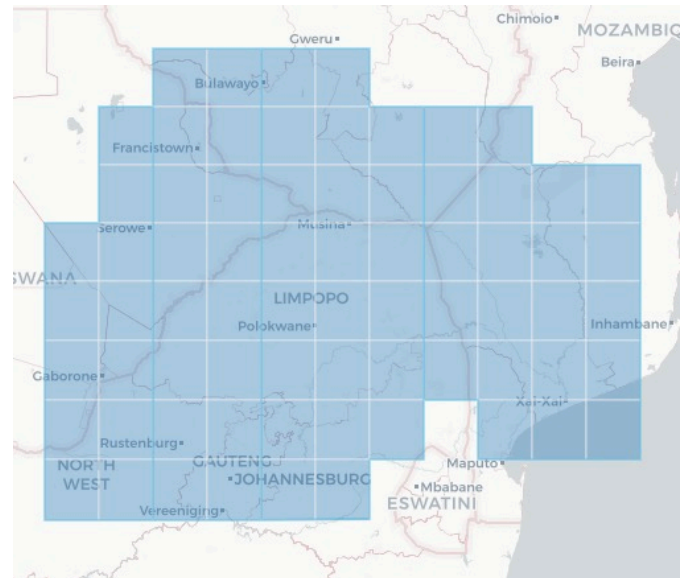 Chimoio
MOZAMBIQ
Gweru
Beira
Bulawayo
Francistown
Serowe
Musina
SWANA
LIMPOPO
Polokwane
Inhambane
Gaborone
Xai-Xai
Rustenburg
NORTH
WEST
GAUTENG
JOHANNESBURG
Maputo
Mbabane
ESWATINI
Vereeniging